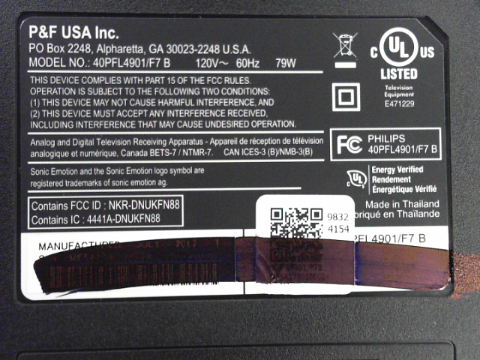 P&F USA Inc.
PO Box 2248, Alpharetta, GA 30023-2248 U.S.A.
MODEL NO.: 40PFL4901/F7 B 120V~ 60Hz 79W
THIS DEVICE COMPLIES WITH PART 15 OF THE FCC RULES.
OPERATION IS SUBJECT TO THE FOLLOWING TWO CONDITIONS:
(1) THIS DEVICE MAY NOT CAUSE HARMFUL INTERFERENCE, AND
(2) THIS DEVICE MUST ACCEPT ANY INTERFERENCE RECEIVED,
INCLUDING INTERFERENCE THAT MAY CAUSE UNDESIRED OPERATION.
Analog and Digital Television Receiving Apparatus - Appareil de réception de télévision
analogique et numérique, Canada BETS-7 / NTMR-7. CAN ICES-3 (B)/NMB-3(B)
Sonic Emotion and the Sonic Emotion logo symbol are
registered trademarks of sonic emotion ag.
Contains FCC ID : NKR-DNUKFN88
Contains IC : 4441A-DNUKFN88
c UL US
LISTED
Television
Equipment
E471229
FC PHILIPS
40PFL4901/F7 B
UL
Energy Verified
Rendement
Énergétique Vérifié
Made in Thailand
riqué en Thaïlande
9832
4154
MANUFACTURED
PFL4901/F7 B